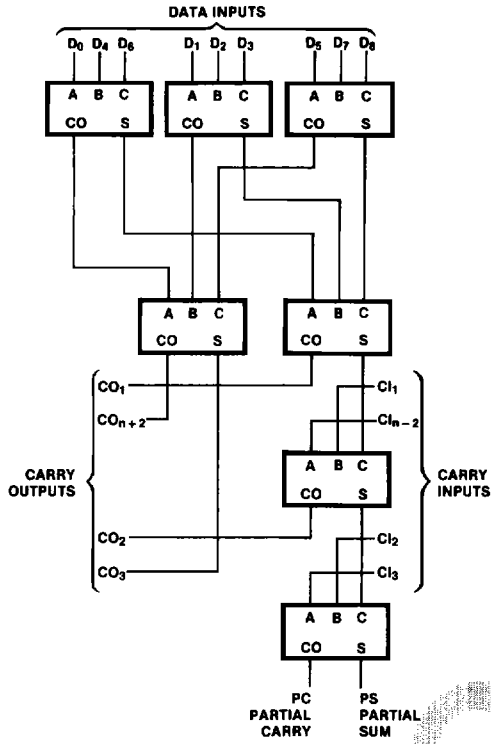 DATA INPUTS
D0 D4 D6 D1 D2 D3 D5 D7 D8
A B C A B C A B C
CO S CO S CO S
A B C A B C
CO S CO S
CO1 CI1
COn+2 CIn−2
CARRY OUTPUTS
A B C
CARRY INPUTS
CO S
CO2 CI2
CO3 CI3
A B C
CO S
PC PS
PARTIAL PARTIAL
CARRY SUM